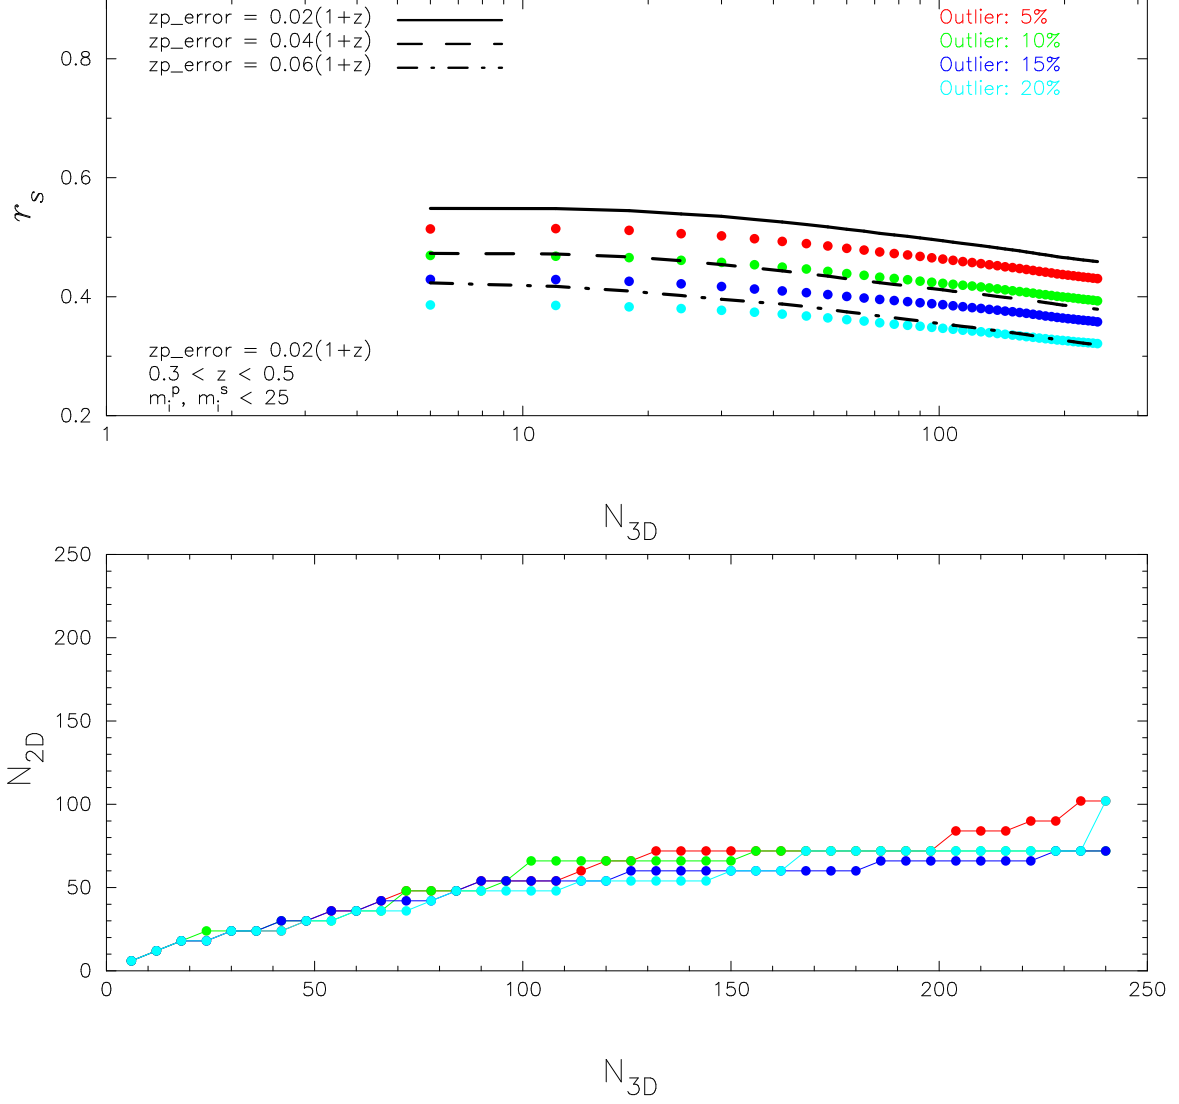 zp_error = 0.02(1+z)
zp_error = 0.04(1+z)
zp_error = 0.06(1+z)
Outlier: 5%
Outlier: 10%
Outlier: 15%
Outlier: 20%
0.8
0.6
0.4
0.2
r_s
zp_error = 0.02(1+z)
0.3 < z < 0.5
m_i^p, m_i^s < 25
1 10 100
N_3D
250
200
150
100
50
0
N_2D
0 50 100 150 200 250
N_3D